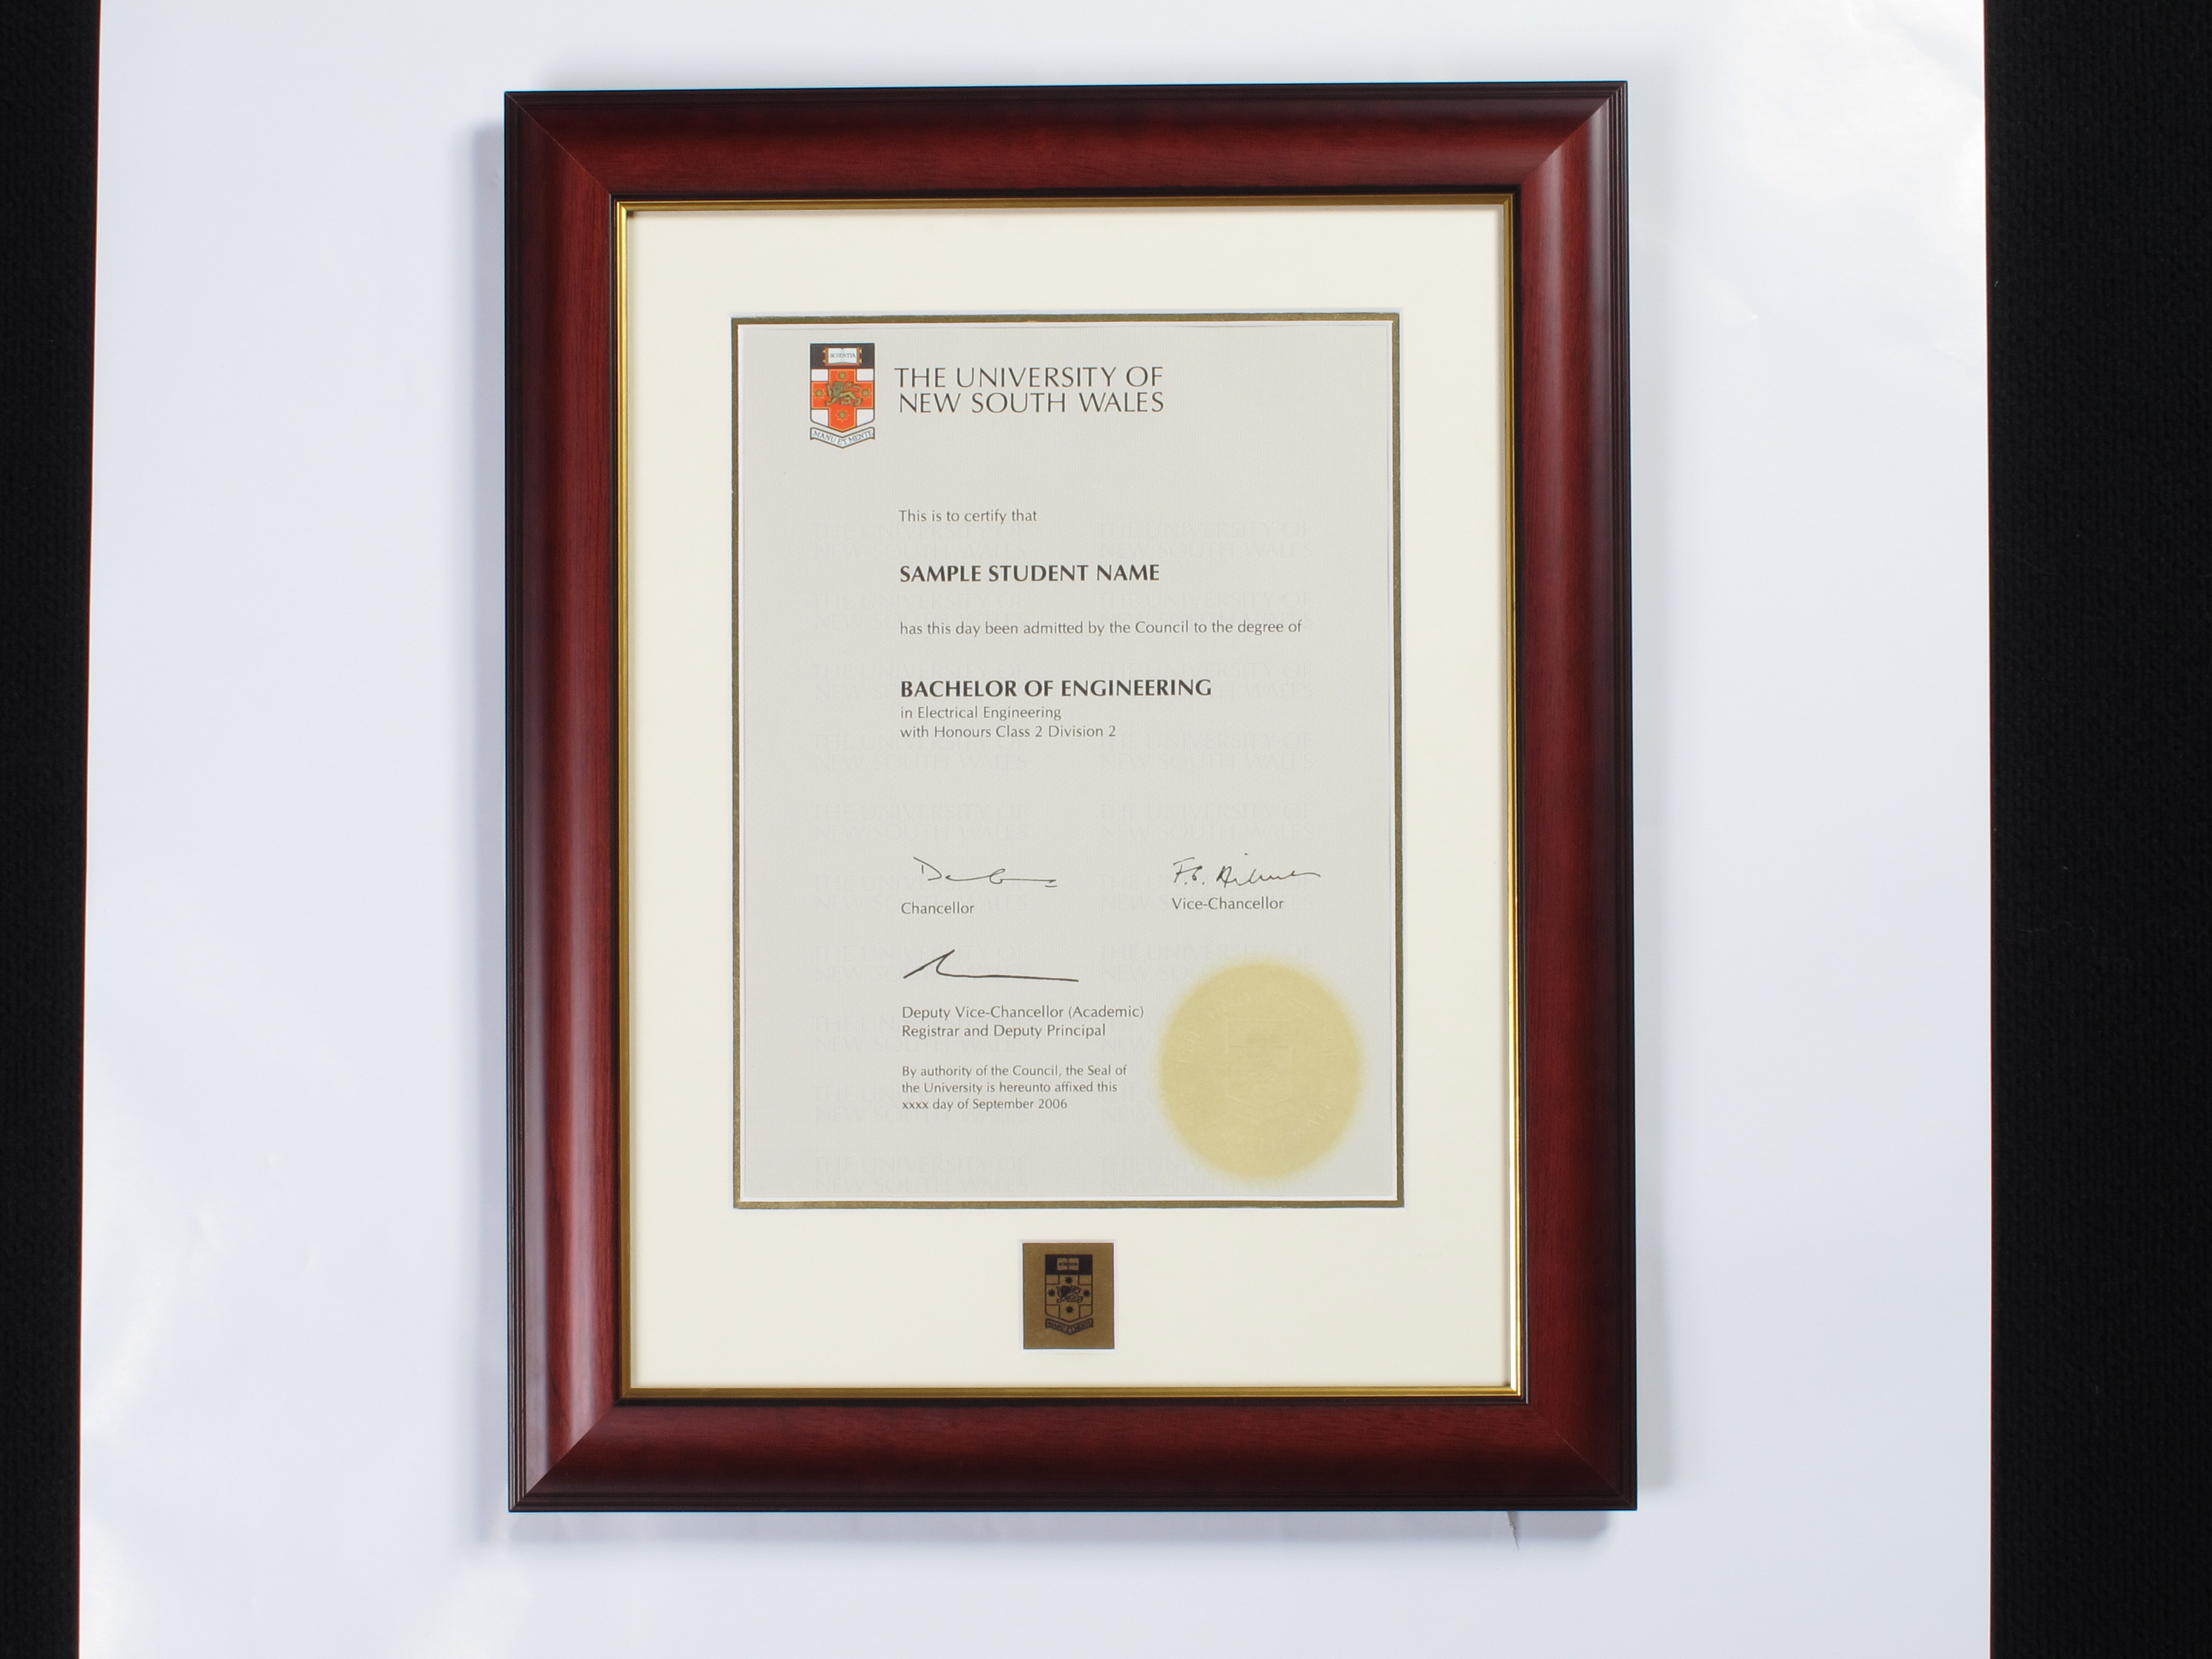 SCIENTIA
MANU ET MENTE
THE UNIVERSITY OF
NEW SOUTH WALES
This is to certify that
SAMPLE STUDENT NAME
has this day been admitted by the Council to the degree of
BACHELOR OF ENGINEERING
in Electrical Engineering
with Honours Class 2 Division 2
Chancellor
Vice-Chancellor
Deputy Vice-Chancellor (Academic)
Registrar and Deputy Principal
By authority of the Council, the Seal of
the University is hereunto affixed this
xxxx day of September 2006